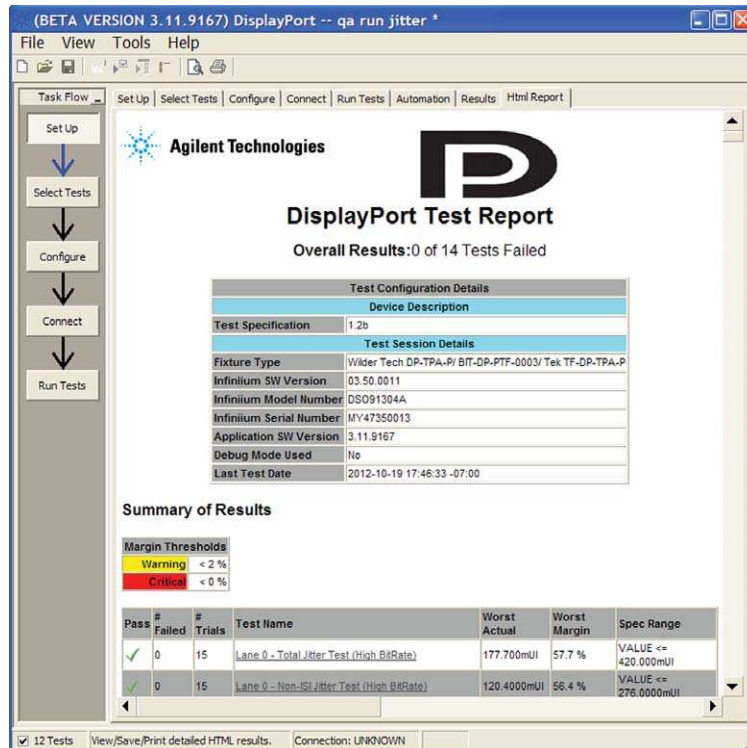 (BETA VERSION 3.11.9167) DisplayPort -- qa run jitter *
File View Tools Help
Task Flow
Set Up
Select Tests
Configure
Connect
Run Tests
Set Up Select Tests Configure Connect Run Tests Automation Results Html Report
Agilent Technologies
DisplayPort Test Report
Overall Results:0 of 14 Tests Failed
Test Configuration Details
Device Description
Test Specification 1.2b
Test Session Details
Fixture Type Wilder Tech DP-TPA-P/ BIT-DP-PTF-0003/ Tek TF-DP-TPA-P
Infiniium SW Version 03.50.0011
Infiniium Model Number DSO91304A
Infiniium Serial Number MY47350013
Application SW Version 3.11.9167
Debug Mode Used No
Last Test Date 2012-10-19 17:46:33 -07:00
Summary of Results
Margin Thresholds
Warning < 2 %
Critical < 0 %
Pass # Failed # Trials Test Name Worst Actual Worst Margin Spec Range
0 15 Lane 0 - Total Jitter Test (High BitRate) 177.700mUI 57.7 % VALUE <= 420.000mUI
0 15 Lane 0 - Non-ISI Jitter Test (High BitRate) 120.4000mUI 56.4 % VALUE <= 276.0000mUI
12 Tests View/Save/Print detailed HTML results. Connection: UNKNOWN